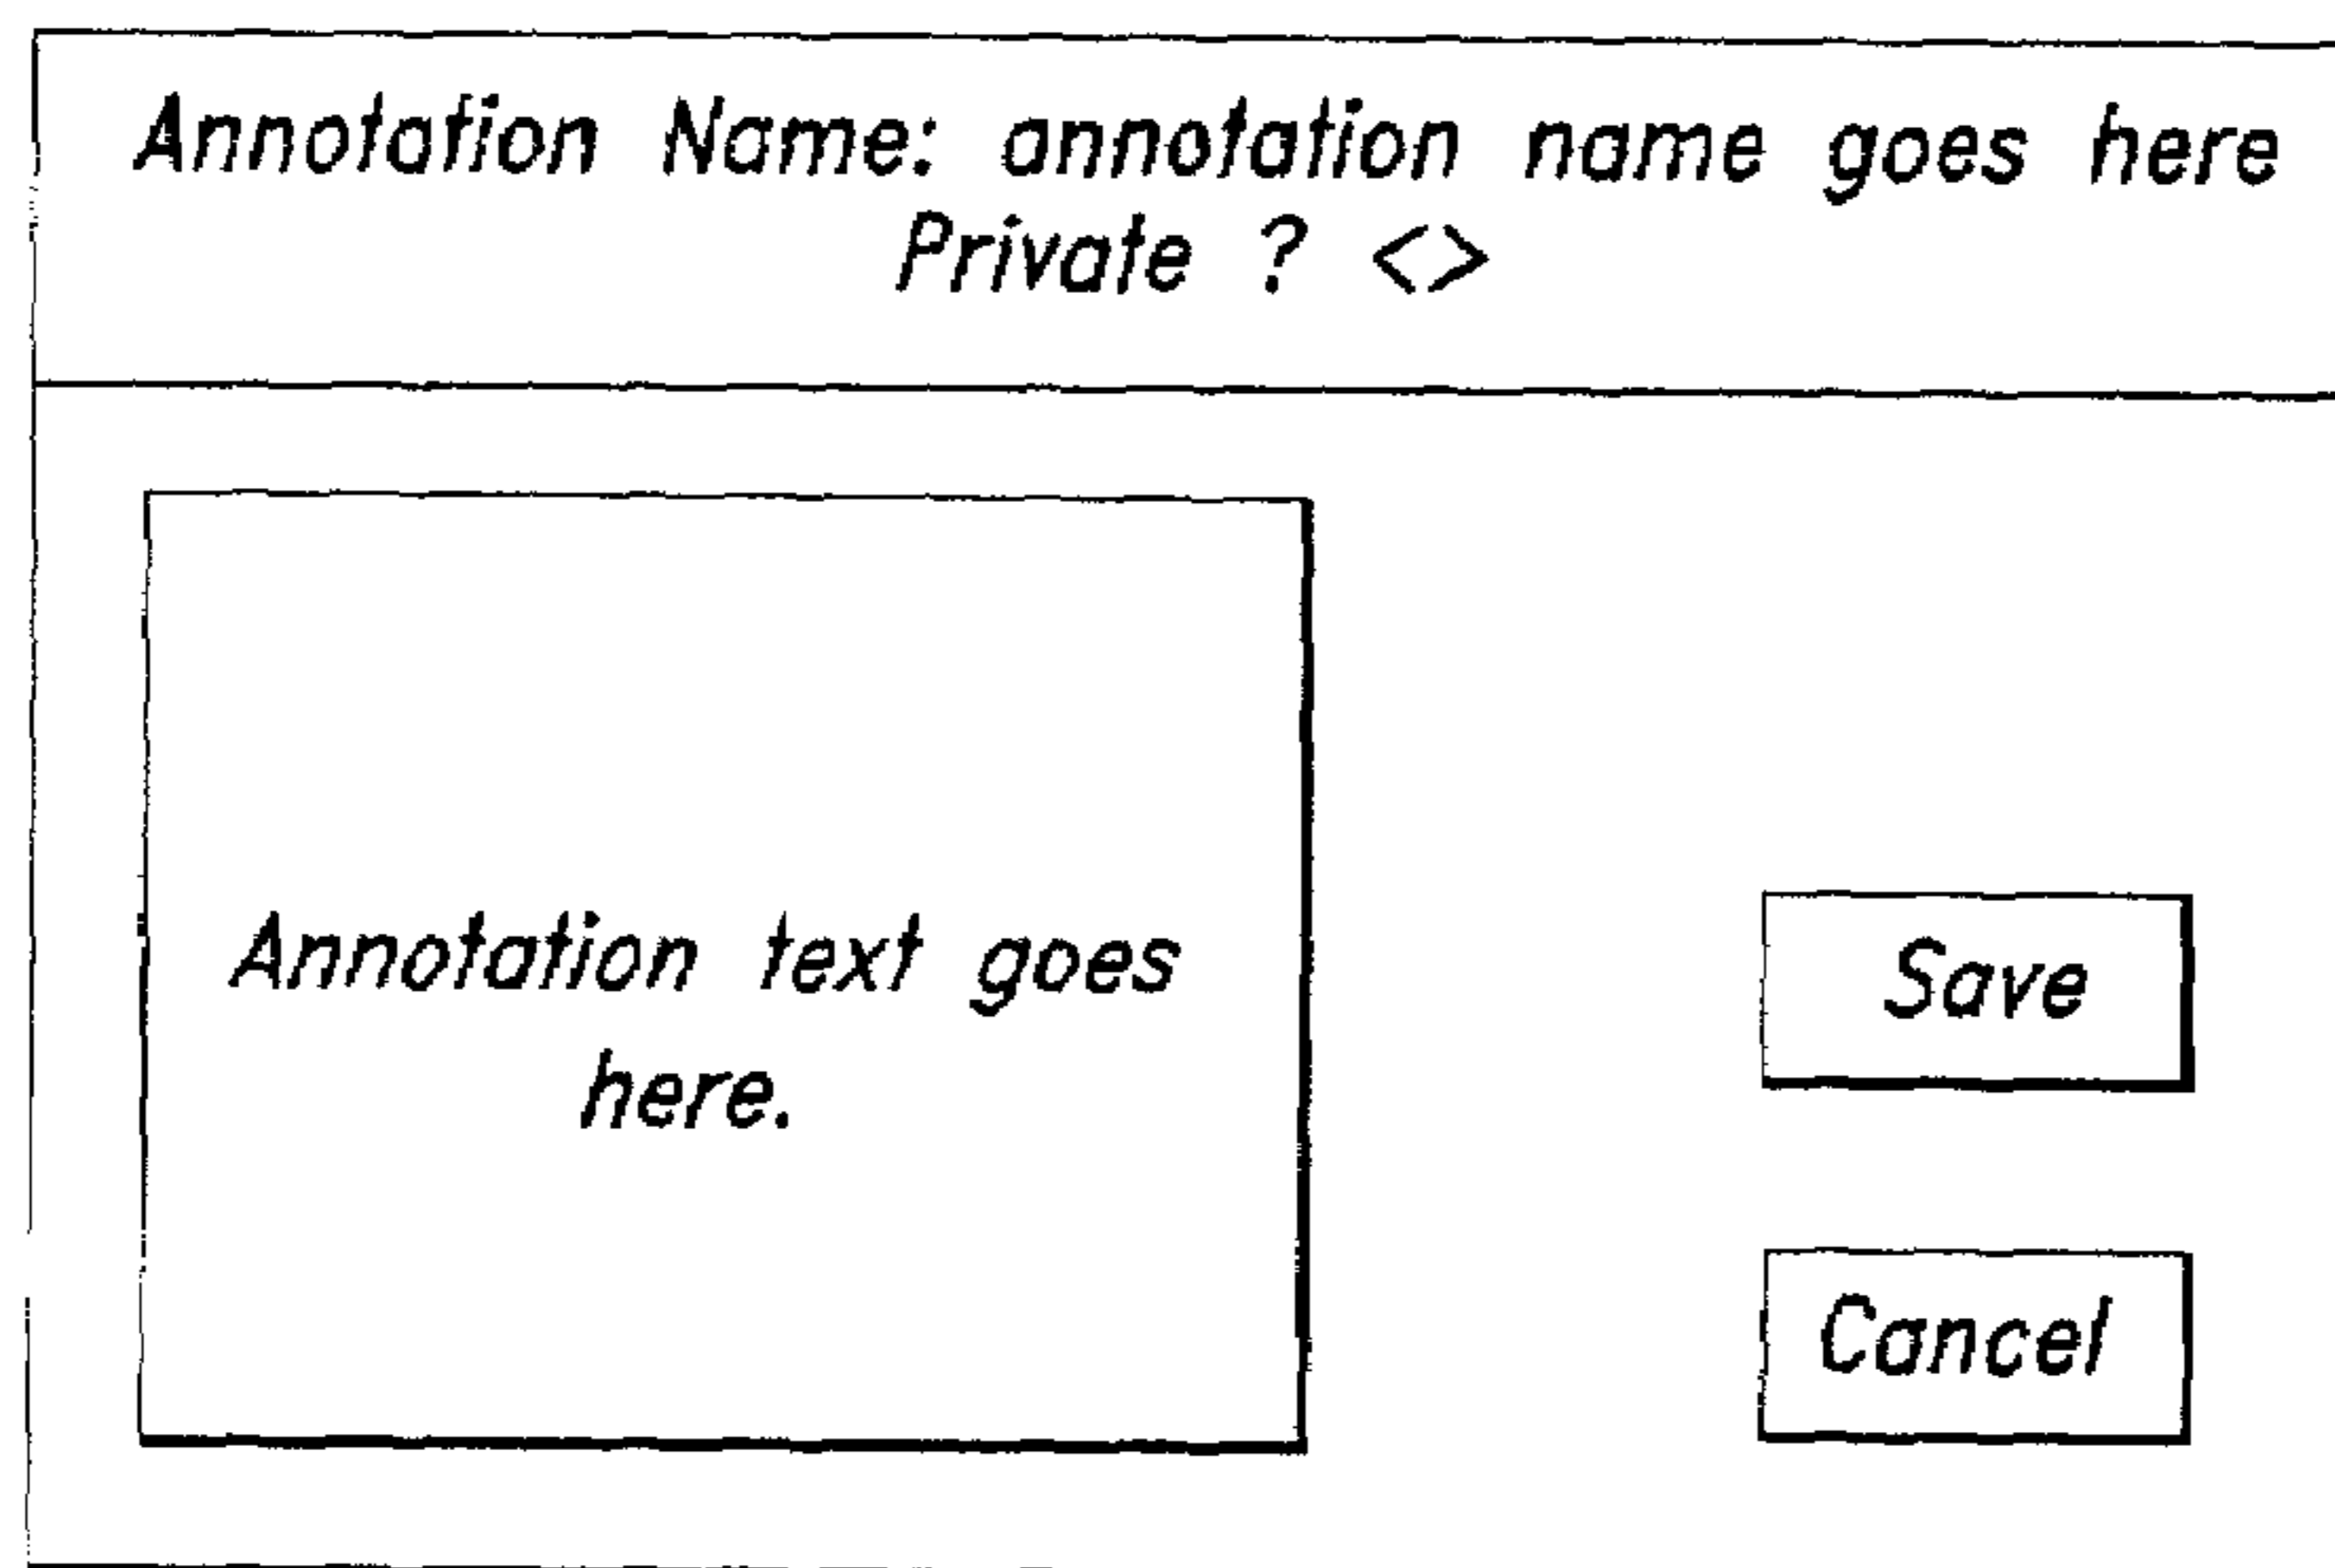 Annotation Name: annotation name goes here
Private ? <>
Annotation text goes
here.
Save
Cancel